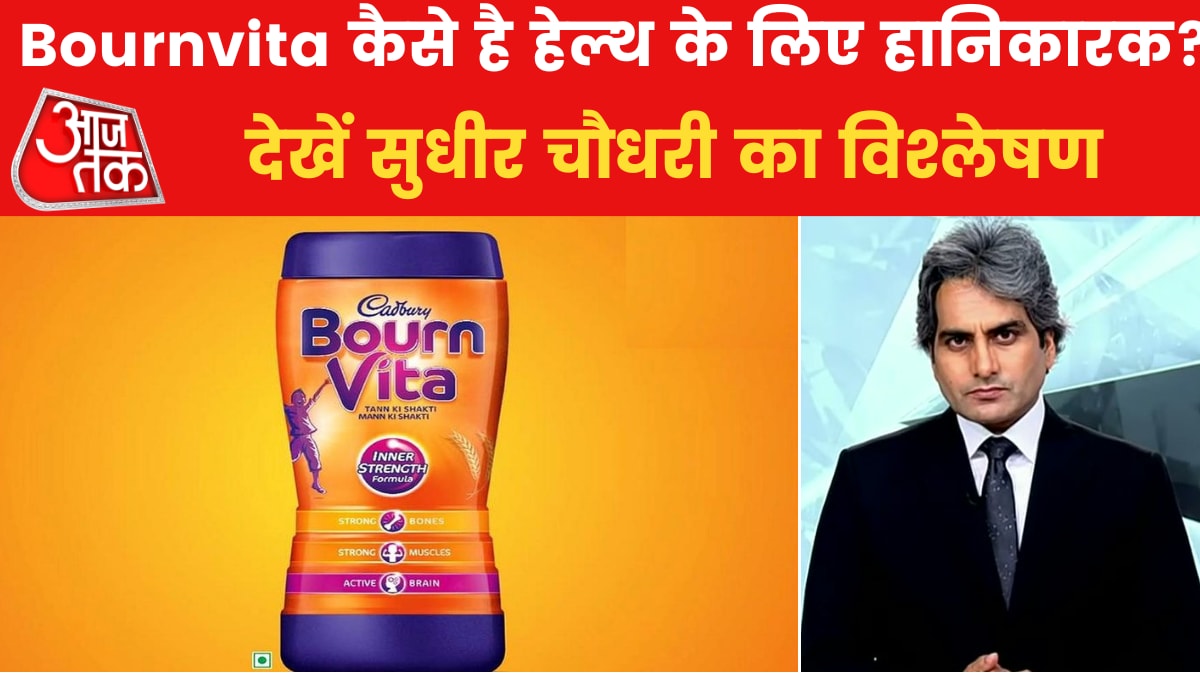 Bournvita कैसे है हेल्थ के लिए हानिकारक?
आज
तक
देखें सुधीर चौधरी का विश्लेषण
Cadbury
Bourn
Vita
TANN KI SHAKTI
MANN KI SHAKTI
INNER
STRENGTH
Formula
STRONG BONES
STRONG MUSCLES
ACTIVE BRAIN